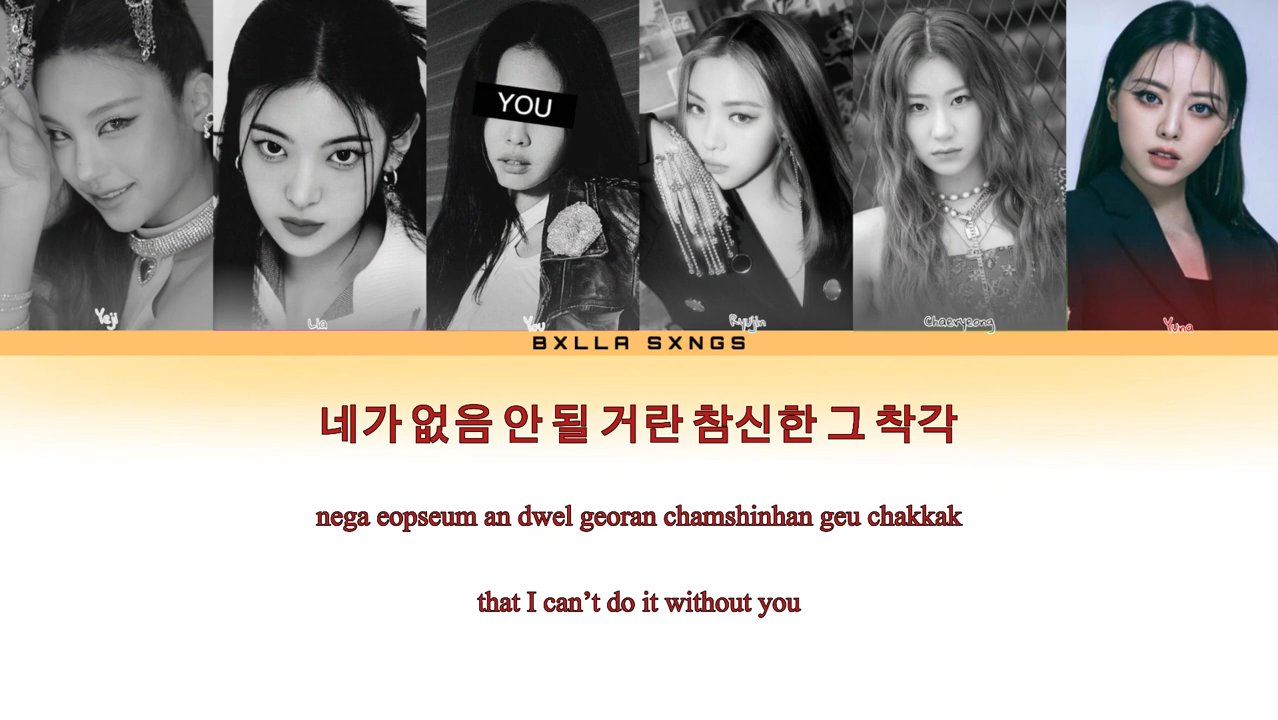 YOU
Yeji
Lia
You
Ryujin
Chaeryeong
Yuna
BXLLA SXNGS
네가 없음 안 될 거란 참신한 그 착각
nega eopseum an dwel georan chamshinhan geu chakkak
that I can't do it without you